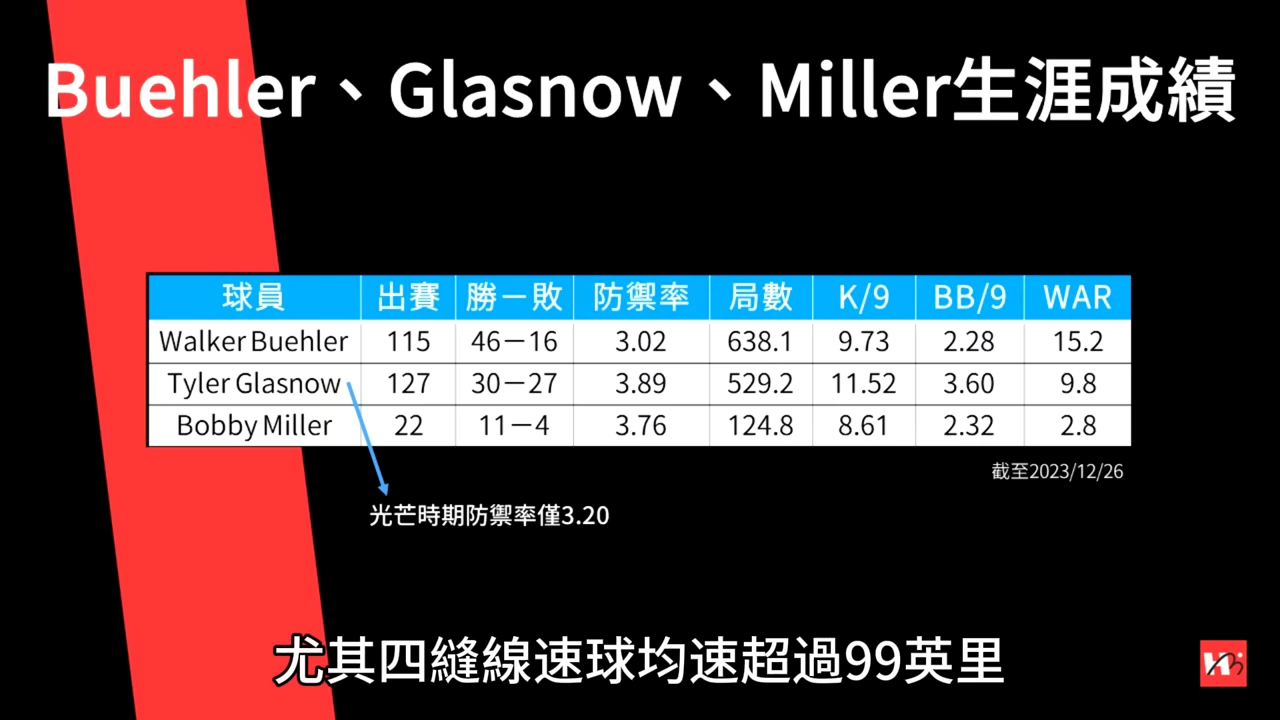 Buehler、Glasnow、Miller生涯成績
球員 出賽 勝－敗 防禦率 局數 K/9 BB/9 WAR
Walker Buehler 115 46－16 3.02 638.1 9.73 2.28 15.2
Tyler Glasnow 127 30－27 3.89 529.2 11.52 3.60 9.8
Bobby Miller 22 11－4 3.76 124.8 8.61 2.32 2.8
截至2023/12/26
光芒時期防禦率僅3.20
尤其四縫線速球均速超過99英里